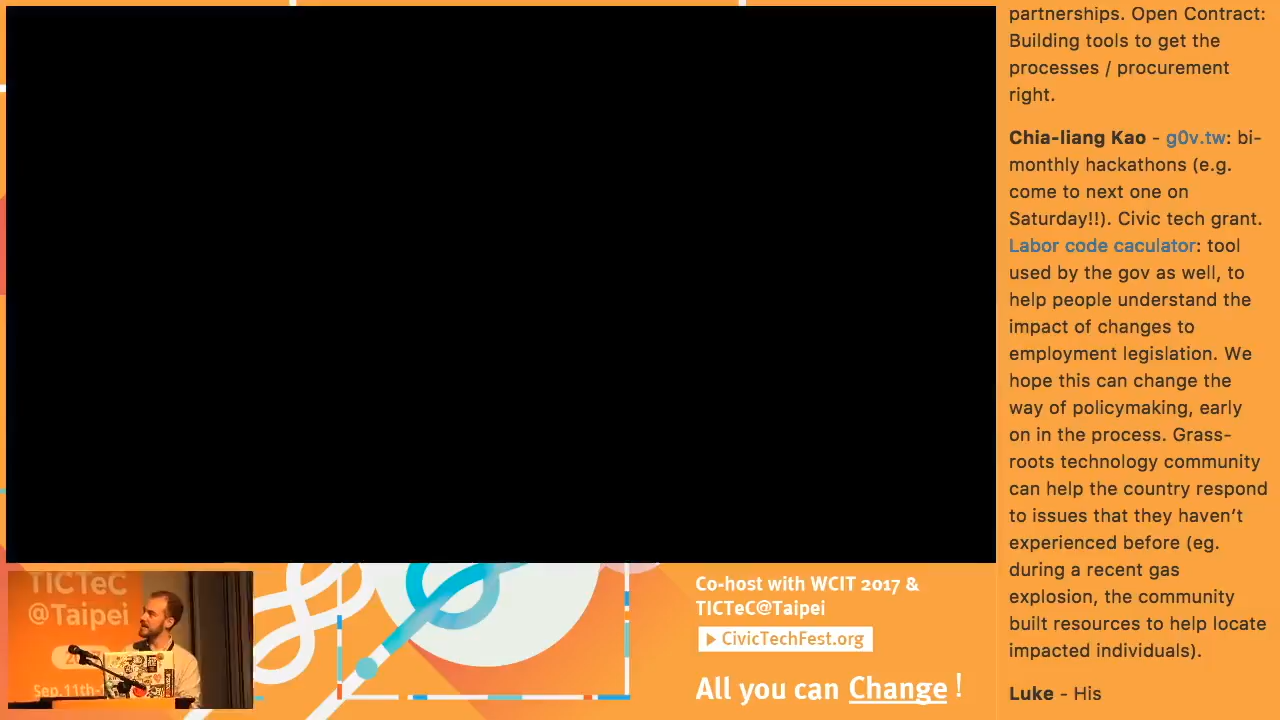 partnerships. Open Contract:
Building tools to get the
processes / procurement
right.
Chia-liang Kao - g0v.tw: bi-
monthly hackathons (e.g.
come to next one on
Saturday!!). Civic tech grant.
Labor code caculator: tool
used by the gov as well, to
help people understand the
impact of changes to
employment legislation. We
hope this can change the
way of policymaking, early
on in the process. Grass-
roots technology community
can help the country respond
to issues that they haven't
experienced before (eg.
during a recent gas
explosion, the community
built resources to help locate
impacted individuals).
Luke - His
TICTeC
@Taipei
Sep.11th-
Co-host with WCIT 2017 &
TICTeC@Taipei
CivicTechFest.org
All you can Change !